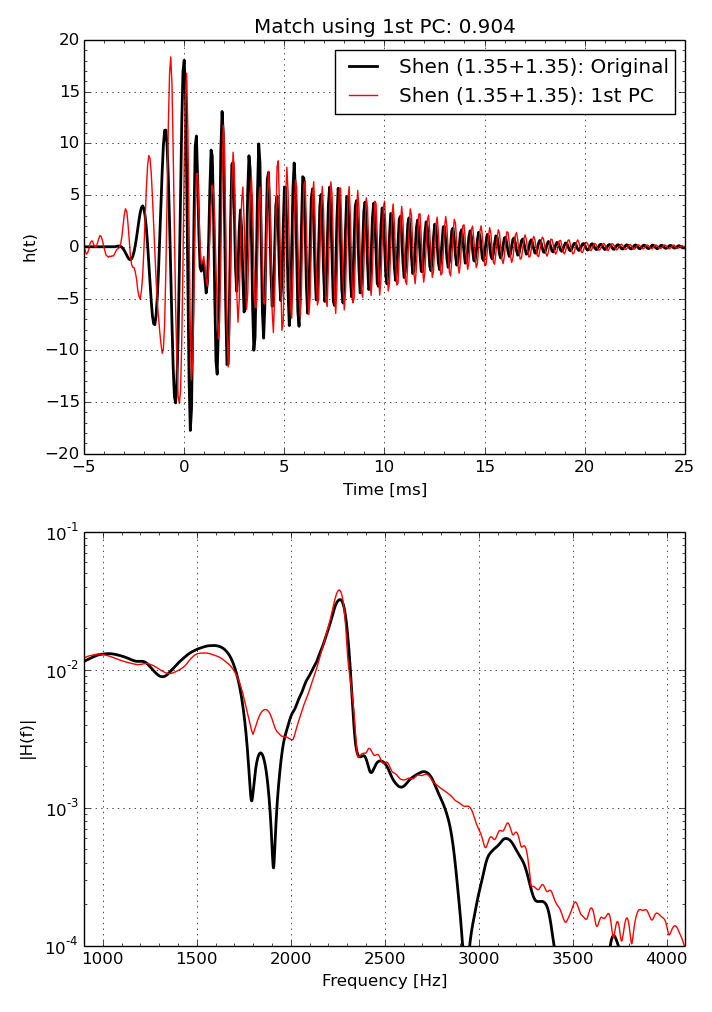 Match using 1st PC: 0.904
Shen (1.35+1.35): Original
Shen (1.35+1.35): 1st PC
h(t)
20
15
10
5
0
−5
−10
−15
−20
−5 0 5 10 15 20 25
Time [ms]
|H(f)|
10^-1
10^-2
10^-3
10^-4
1000 1500 2000 2500 3000 3500 4000
Frequency [Hz]